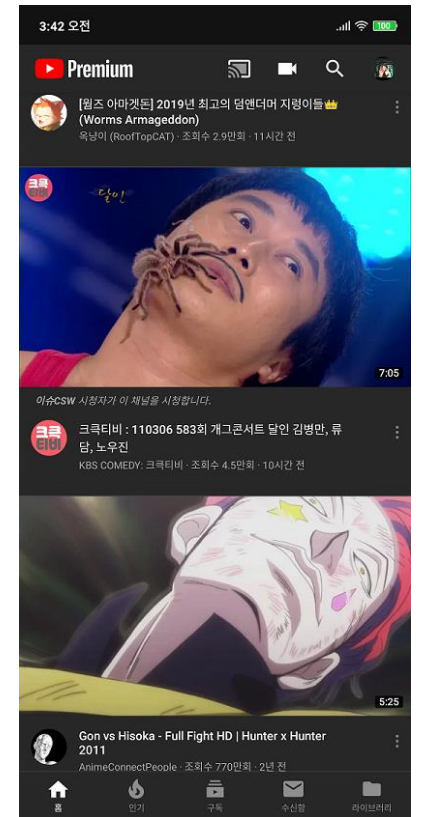 3:42 오전
100
Premium
[웜즈 아마겟돈] 2019년 최고의 덤앤더머 지렁이들👑
(Worms Armageddon)
옥냥이 (RoofTopCAT) · 조회수 2.9만회 · 11시간 전
크큭
티비
달인
7:05
이슈CSW 시청자가 이 채널을 시청합니다.
크큭
티비
크큭티비 : 110306 583회 개그콘서트 달인 김병만, 류
담, 노우진
KBS COMEDY: 크큭티비 · 조회수 4.5만회 · 10시간 전
5:25
Gon vs Hisoka - Full Fight HD | Hunter x Hunter
2011
AnimeConnectPeople · 조회수 770만회 · 2년 전
홈
인기
구독
수신함
라이브러리